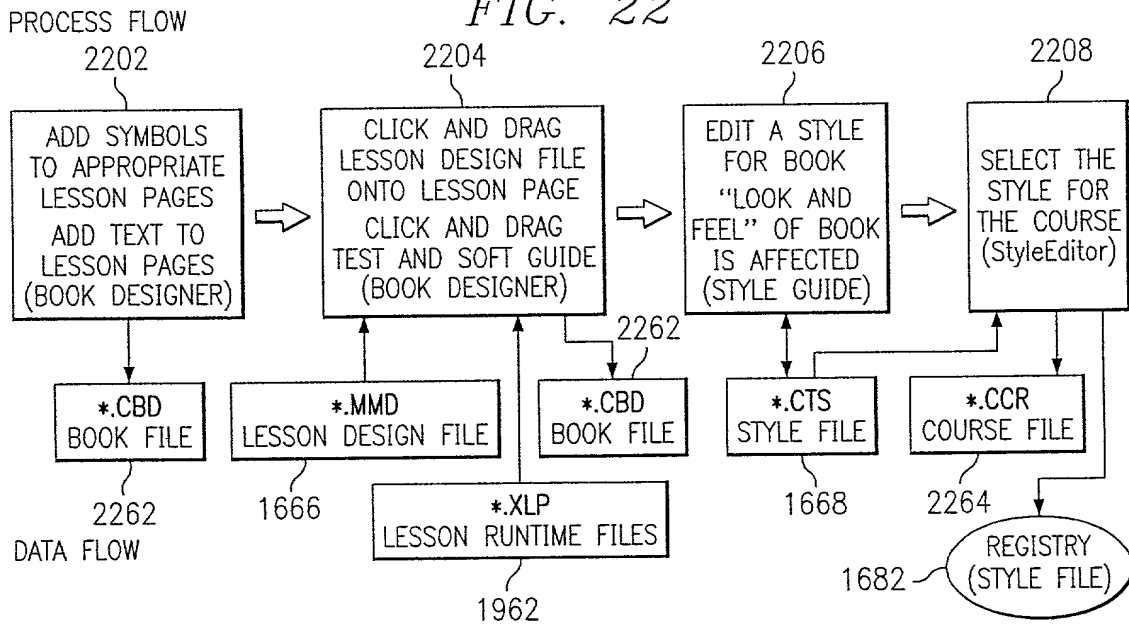 FIG. 22
PROCESS FLOW
2202
2204
2206
2208
ADD SYMBOLS
TO APPROPRIATE
LESSON PAGES
ADD TEXT TO
LESSON PAGES
(BOOK DESIGNER)
CLICK AND DRAG
LESSON DESIGN FILE
ONTO LESSON PAGE
CLICK AND DRAG
TEST AND SOFT GUIDE
(BOOK DESIGNER)
EDIT A STYLE
FOR BOOK
"LOOK AND
FEEL" OF BOOK
IS AFFECTED
(STYLE GUIDE)
SELECT THE
STYLE FOR
THE COURSE
(StyleEditor)
2262
*.CBD
BOOK FILE
*.MMD
LESSON DESIGN FILE
*.CBD
BOOK FILE
*.CTS
STYLE FILE
*.CCR
COURSE FILE
2262
1666
*.XLP
LESSON RUNTIME FILES
1668
2264
DATA FLOW
1962
1682
REGISTRY
(STYLE FILE)